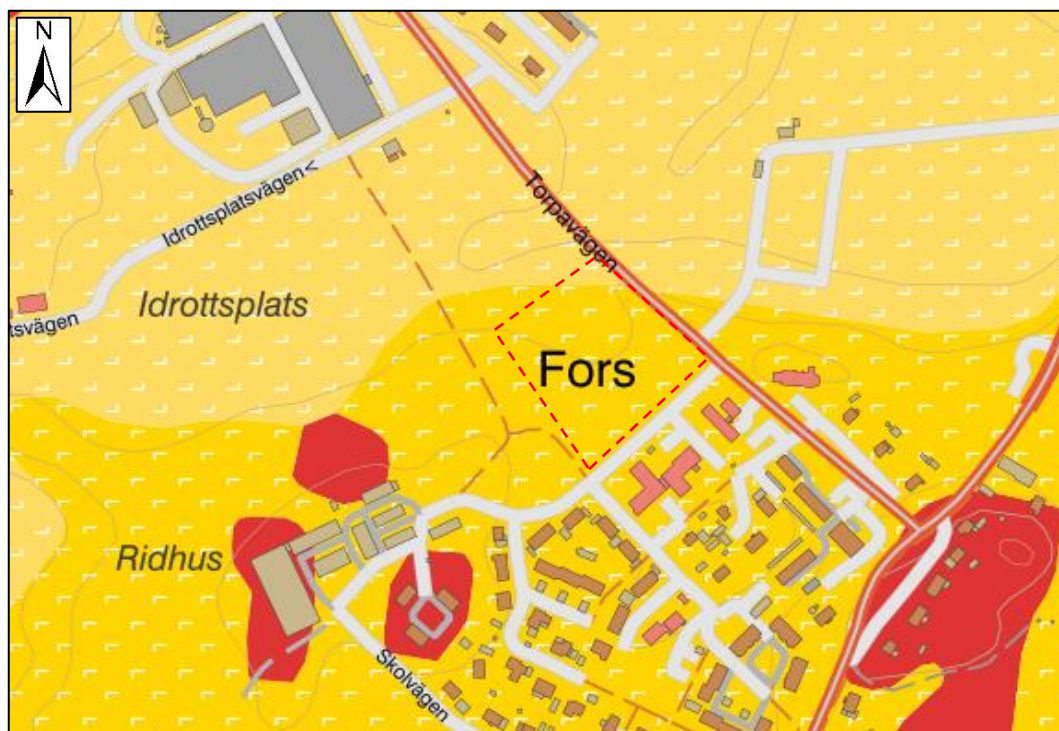 N
Torpavägen
Idrottsplatsvägen <
Idrottsplats
tsvägen
Fors
Ridhus
Skolvägen